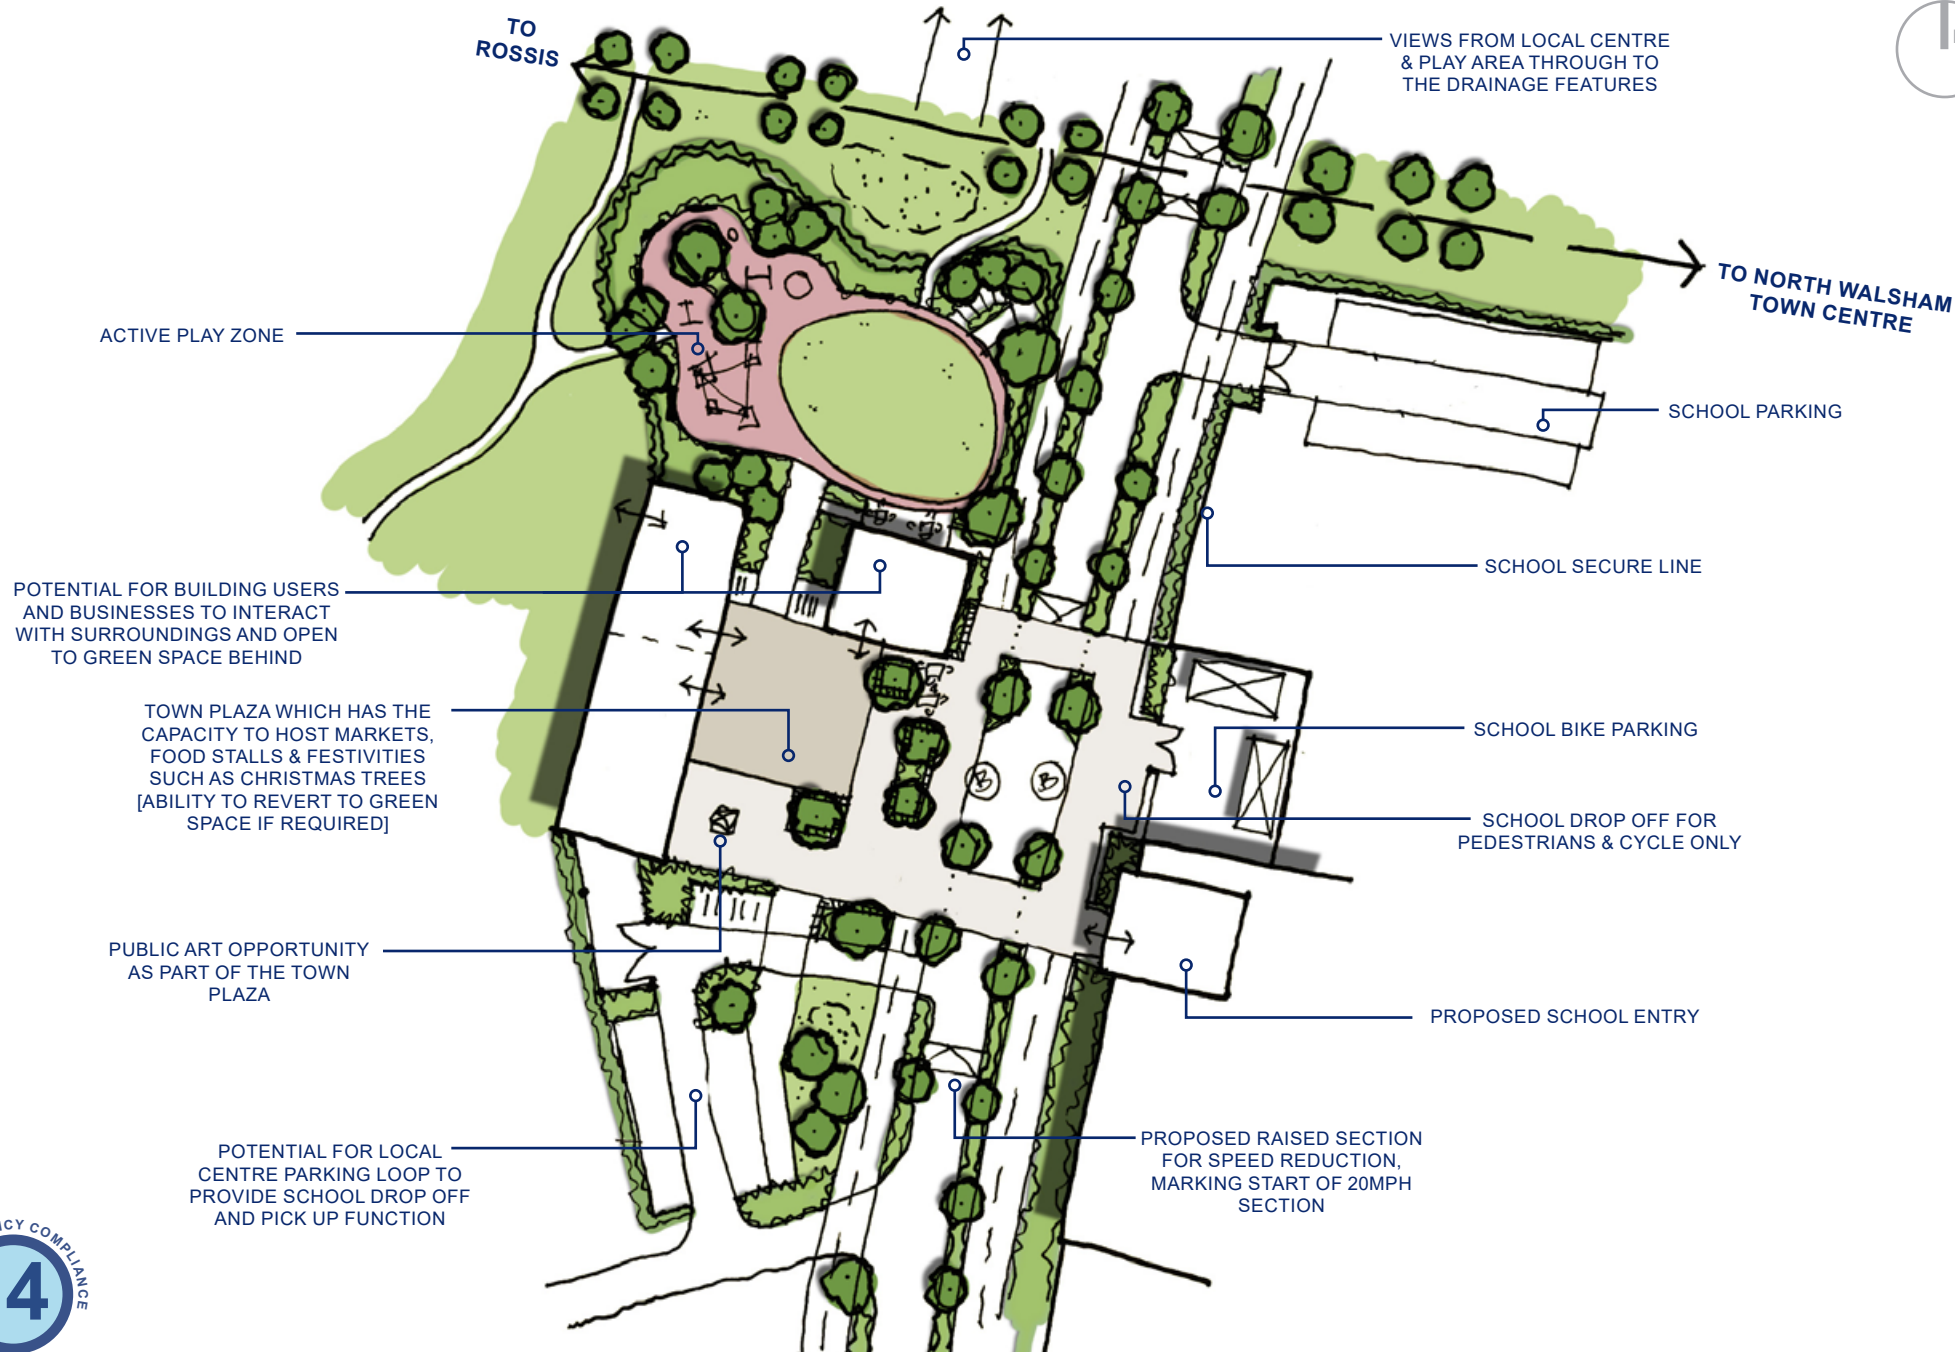 TO
ROSSIS
VIEWS FROM LOCAL CENTRE
& PLAY AREA THROUGH TO
THE DRAINAGE FEATURES
TO NORTH WALSHAM
TOWN CENTRE
ACTIVE PLAY ZONE
SCHOOL PARKING
SCHOOL SECURE LINE
POTENTIAL FOR BUILDING USERS
AND BUSINESSES TO INTERACT
WITH SURROUNDINGS AND OPEN
TO GREEN SPACE BEHIND
TOWN PLAZA WHICH HAS THE
CAPACITY TO HOST MARKETS,
FOOD STALLS & FESTIVITIES
SUCH AS CHRISTMAS TREES
[ABILITY TO REVERT TO GREEN
SPACE IF REQUIRED]
SCHOOL BIKE PARKING
B B
SCHOOL DROP OFF FOR
PEDESTRIANS & CYCLE ONLY
PUBLIC ART OPPORTUNITY
AS PART OF THE TOWN
PLAZA
PROPOSED SCHOOL ENTRY
POTENTIAL FOR LOCAL
CENTRE PARKING LOOP TO
PROVIDE SCHOOL DROP OFF
AND PICK UP FUNCTION
PROPOSED RAISED SECTION
FOR SPEED REDUCTION,
MARKING START OF 20MPH
SECTION
COMPLIANCE
4